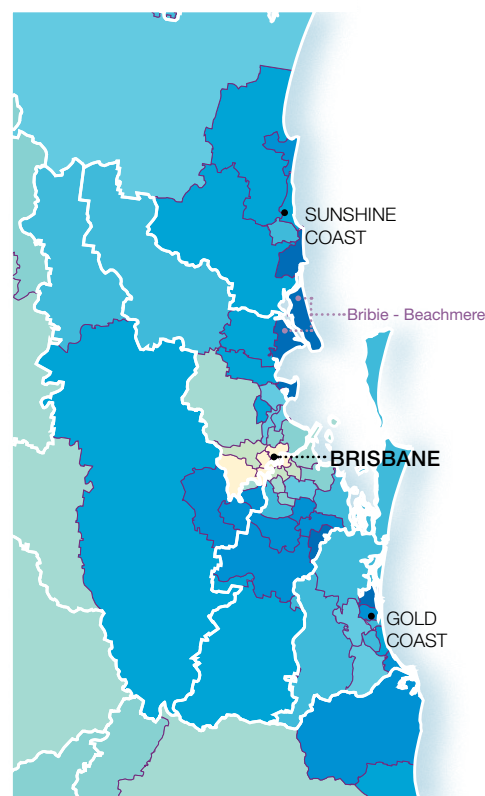 SUNSHINE
COAST
Bribie - Beachmere
BRISBANE
GOLD
COAST